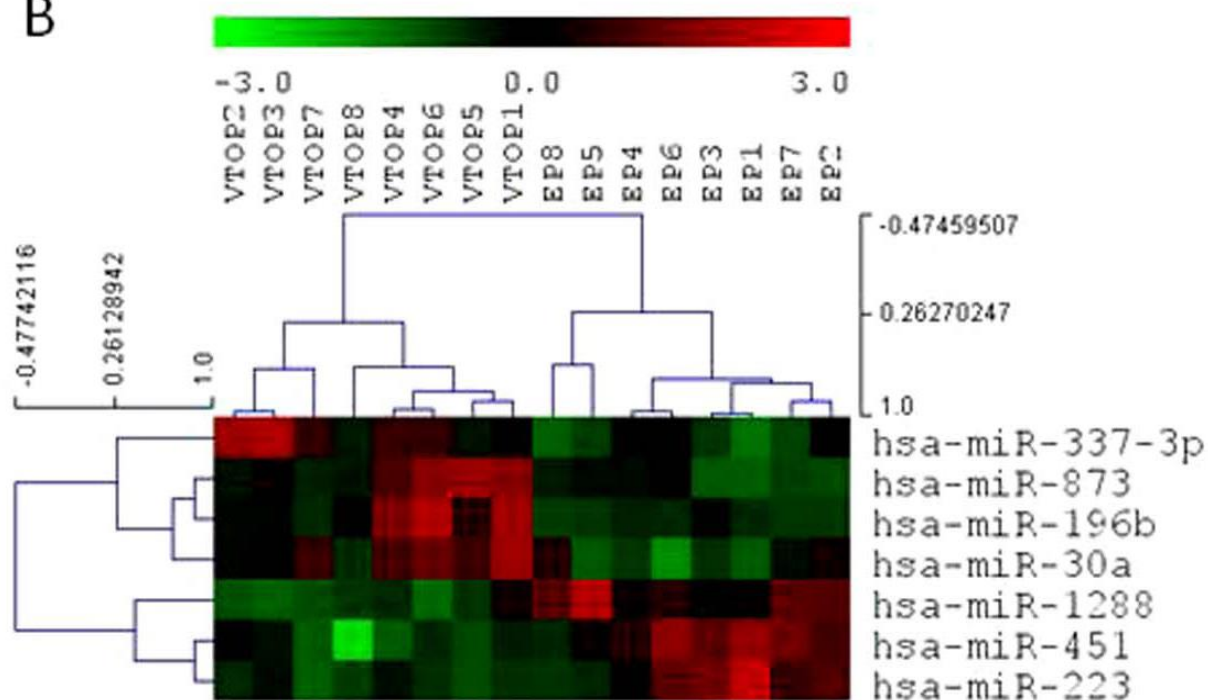 B
-3.0 0.0 3.0
VTOP2 VTOP3 VTOP7 VTOP8 VTOP4 VTOP6 VTOP5 VTOP1 EP8 EP5 EP4 EP6 EP3 EP1 EP7 EP2
-0.47459507
0.26270247
1.0
-0.47742116 0.26128942 1.0
hsa-miR-337-3p
hsa-miR-873
hsa-miR-196b
hsa-miR-30a
hsa-miR-1288
hsa-miR-451
hsa-miR-223